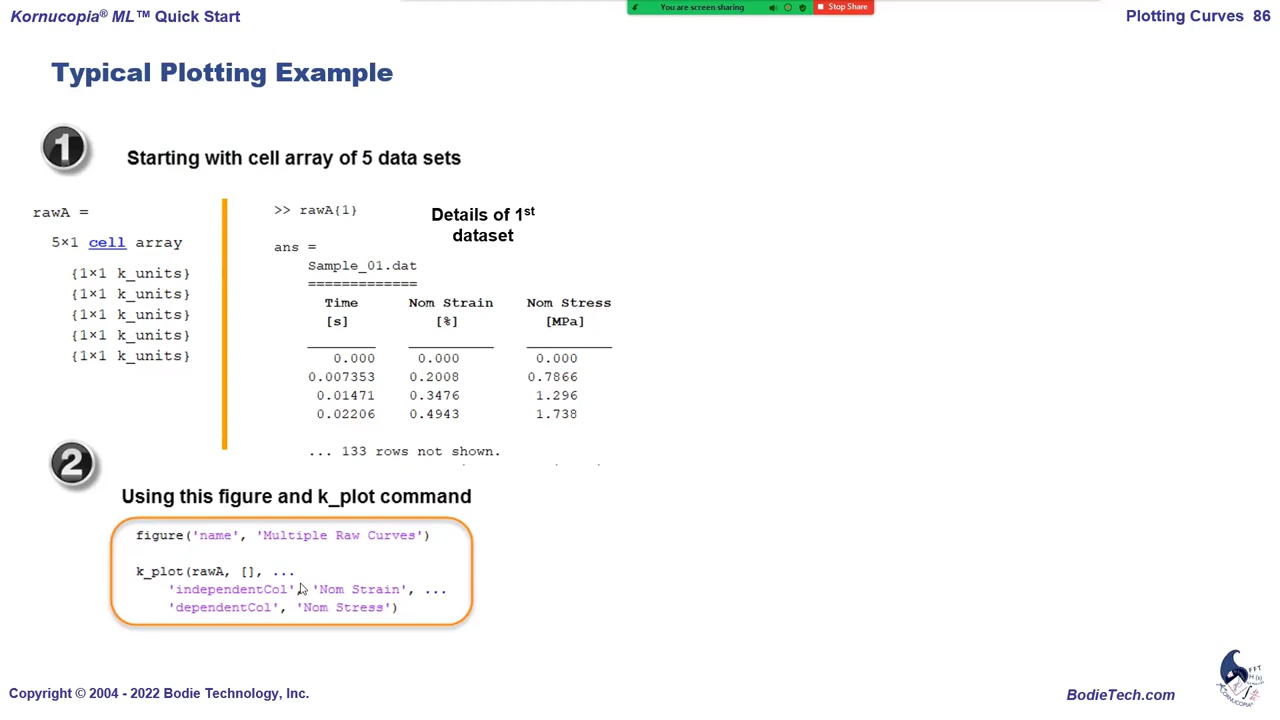 Kornucopia® ML™ Quick Start
You are screen sharing
Stop Share
Plotting Curves 86
Typical Plotting Example
1
Starting with cell array of 5 data sets
rawA =
5×1 cell array
{1×1 k_units}
{1×1 k_units}
{1×1 k_units}
{1×1 k_units}
{1×1 k_units}
>> rawA{1}
Details of 1st
dataset
ans =
Sample_01.dat
=============
Time Nom Strain Nom Stress
[s] [%] [MPa]
0.000 0.000 0.000
0.007353 0.2008 0.7866
0.01471 0.3476 1.296
0.02206 0.4943 1.738
... 133 rows not shown.
2
Using this figure and k_plot command
figure('name', 'Multiple Raw Curves')
k_plot(rawA, [], ...
'independentCol', 'Nom Strain', ...
'dependentCol', 'Nom Stress')
Copyright © 2004 - 2022 Bodie Technology, Inc.
BodieTech.com